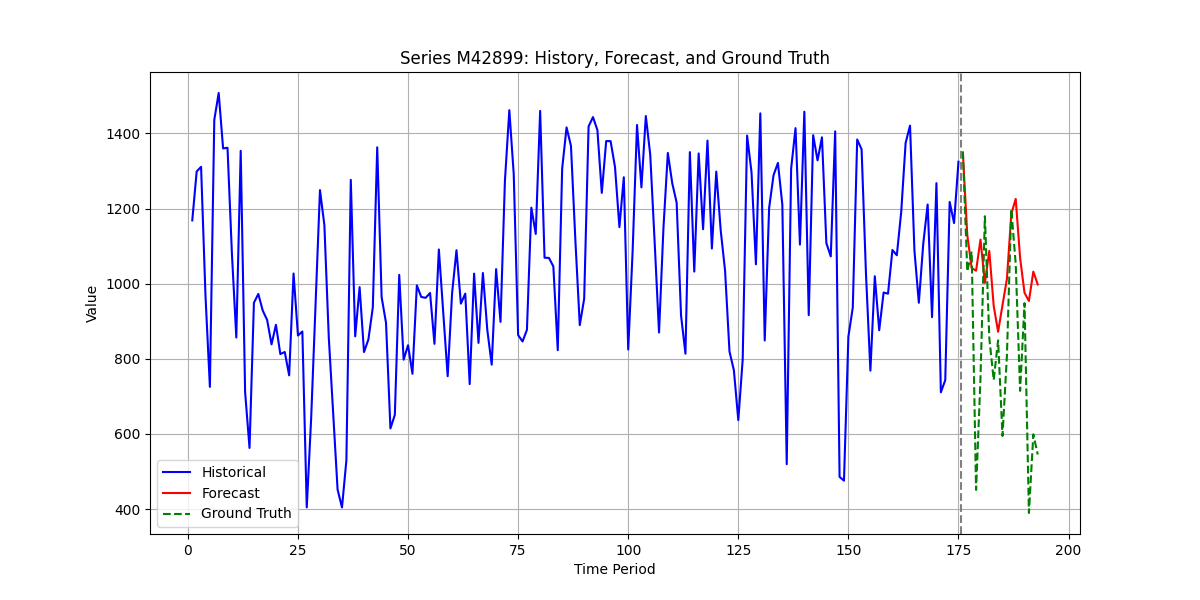 Series M42899: History, Forecast, and Ground Truth
1400
1200
1000
800
600
400
Value
Historical
Forecast
Ground Truth
0 25 50 75 100 125 150 175 200
Time Period